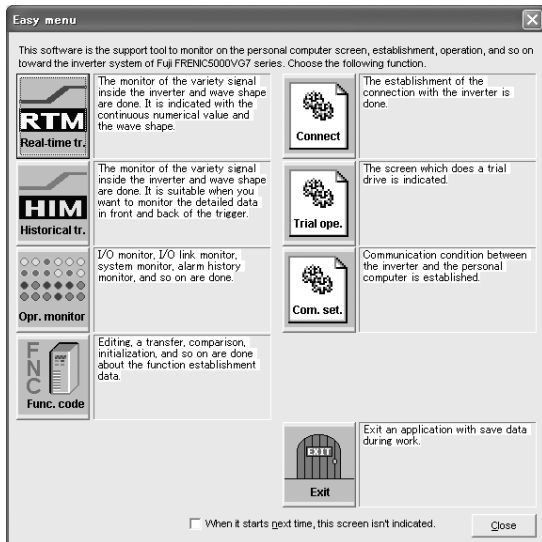 Easy menu
This software is the support tool to monitor on the personal computer screen, establishment, operation, and so on
toward the inverter system of Fuji FRENIC5000VG7 series. Choose the following function.
RTM
Real-time tr.
The monitor of the variety signal
inside the inverter and wave shape
are done. It is indicated with the
continuous numerical value and
the wave shape.
Connect
The establishment of the
connection with the inverter is
done.
HIM
Historical tr.
The monitor of the variety signal
inside the inverter and wave shape
are done. It is suitable when you
want to monitor the detailed data
in front and back of the trigger.
Trial ope.
The screen which does a trial
drive is indicated.
Opr. monitor
I/O monitor, I/O link monitor,
system monitor, alarm history
monitor, and so on are done.
Com. set.
Communication condition between
the inverter and the personal
computer is established.
FNC
Func. code
Editing, a transfer, comparison,
initialization, and so on are done
about the function establishment
data.
EXIT
Exit
Exit an application with save data
during work.
When it starts next time, this screen isn't indicated.
Close